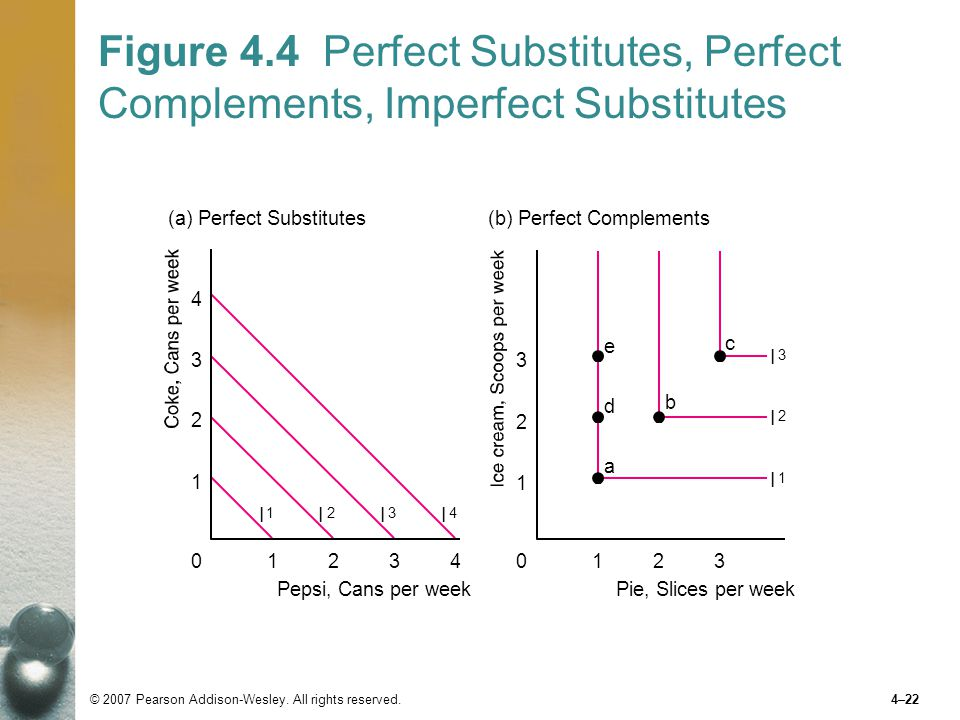 Figure 4.4 Perfect Substitutes, Perfect
Complements, Imperfect Substitutes
(a) Perfect Substitutes
Coke, Cans per week
4
3
2
1
0
I1 I2 I3 I4
1 2 3 4
Pepsi, Cans per week
(b) Perfect Complements
Ice cream, Scoops per week
3
2
1
0
e
d
a
b
c
I3
I2
I1
1 2 3
Pie, Slices per week
© 2007 Pearson Addison-Wesley. All rights reserved.
4–22